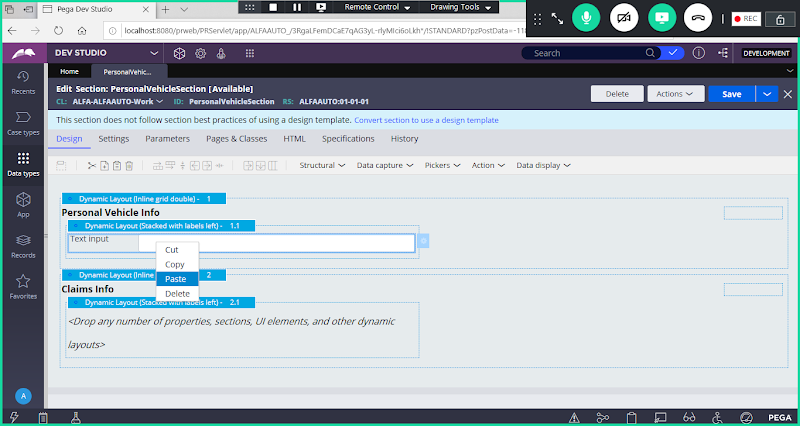 Pega Dev Studio
Remote Control
Drawing Tools
REC
localhost:8080/prweb/PRServlet/app/ALFAAUTO_/3RgaLFemDCaE7qAG3yL-rlyMIci6oLkh*/!STANDARD?pzPostData=-118
DEV STUDIO
Search
DEVELOPMENT
Recents
Case types
Data types
App
Records
Favorites
A
Home
PersonalVehic...
Edit Section: PersonalVehicleSection [Available]
CL: ALFA-ALFAAUTO-Work ID: PersonalVehicleSection RS: ALFAAUTO:01-01-01
Delete
Actions
Save
This section does not follow section best practices of using a design template. Convert section to use a design template
Design Settings Parameters Pages & Classes HTML Specifications History
Structural Data capture Pickers Action Data display
Dynamic Layout (Inline grid double) - 1
Personal Vehicle Info
Dynamic Layout (Stacked with labels left) - 1.1
Text input
Cut
Copy
Paste
Delete
Dynamic Layout (Inline 2
Claims Info
Dynamic Layout (Stacked with labels left) - 2.1
<Drop any number of properties, sections, UI elements, and other dynamic
layouts>
PEGA